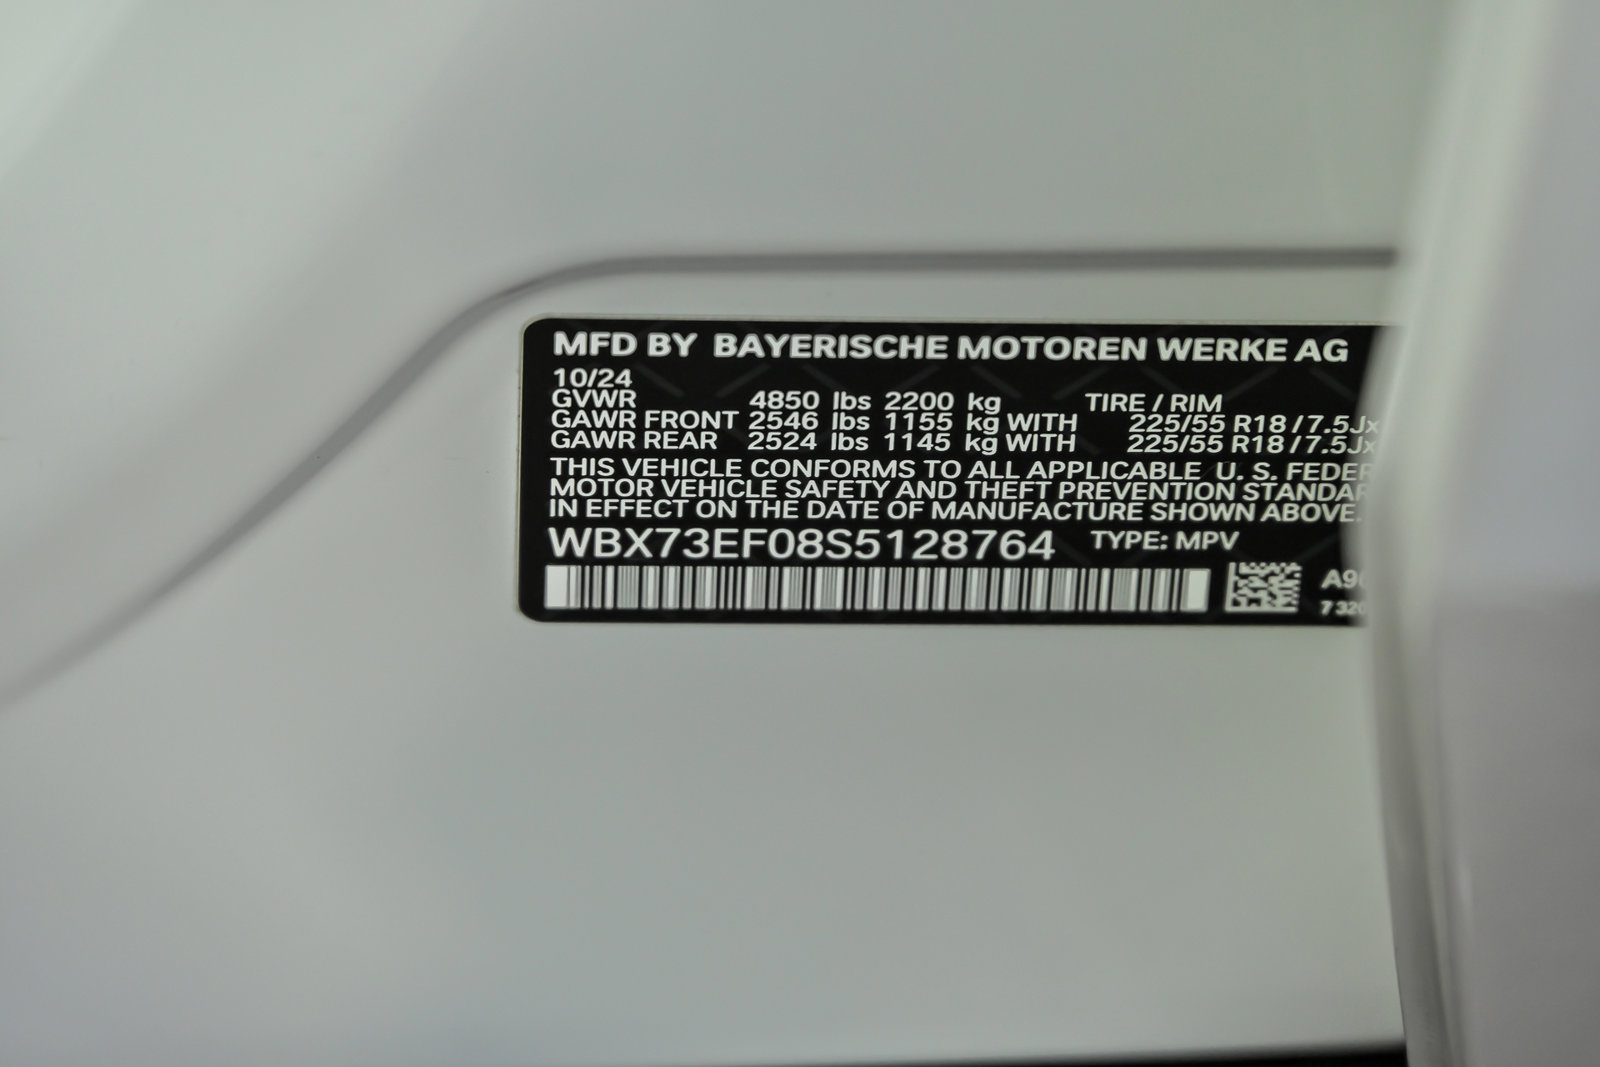 MFD BY BAYERISCHE MOTOREN WERKE AG
10/24
GVWR 4850 lbs 2200 kg TIRE / RIM
GAWR FRONT 2546 lbs 1155 kg WITH 225/55 R18 / 7.5Jx
GAWR REAR 2524 lbs 1145 kg WITH 225/55 R18 / 7.5Jx
THIS VEHICLE CONFORMS TO ALL APPLICABLE U. S. FEDER
MOTOR VEHICLE SAFETY AND THEFT PREVENTION STANDAR
IN EFFECT ON THE DATE OF MANUFACTURE SHOWN ABOVE.
WBX73EF08S5128764 TYPE: MPV